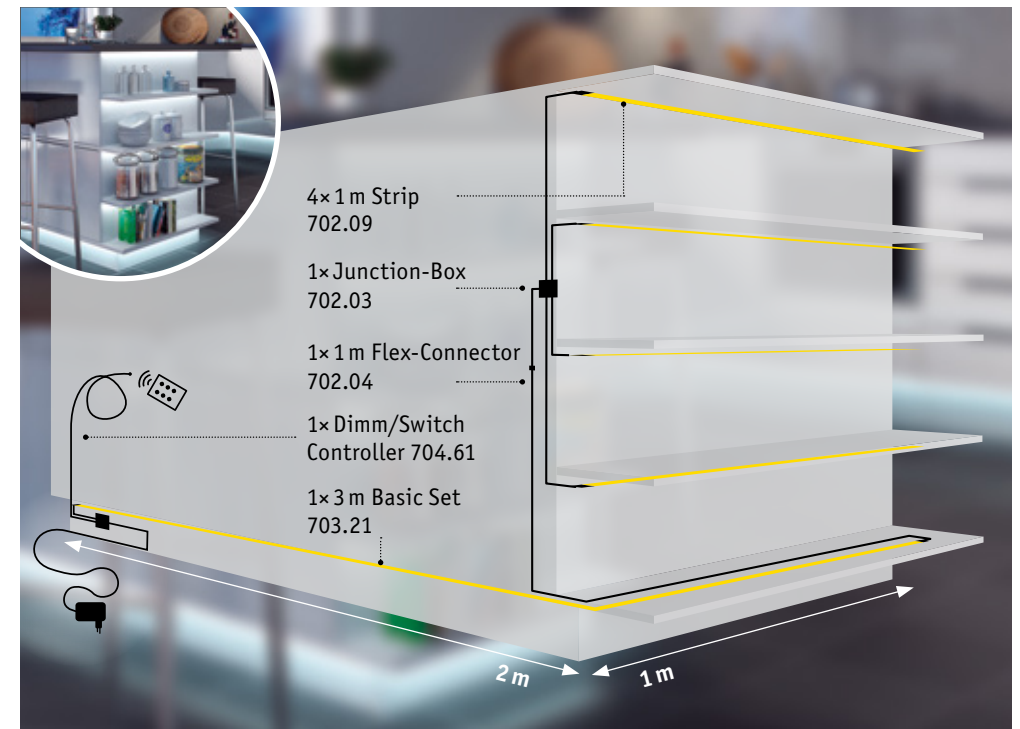 4× 1 m Strip
702.09
1× Junction-Box
702.03
1× 1 m Flex-Connector
702.04
1× Dimm/Switch
Controller 704.61
1× 3 m Basic Set
703.21
2 m
1 m